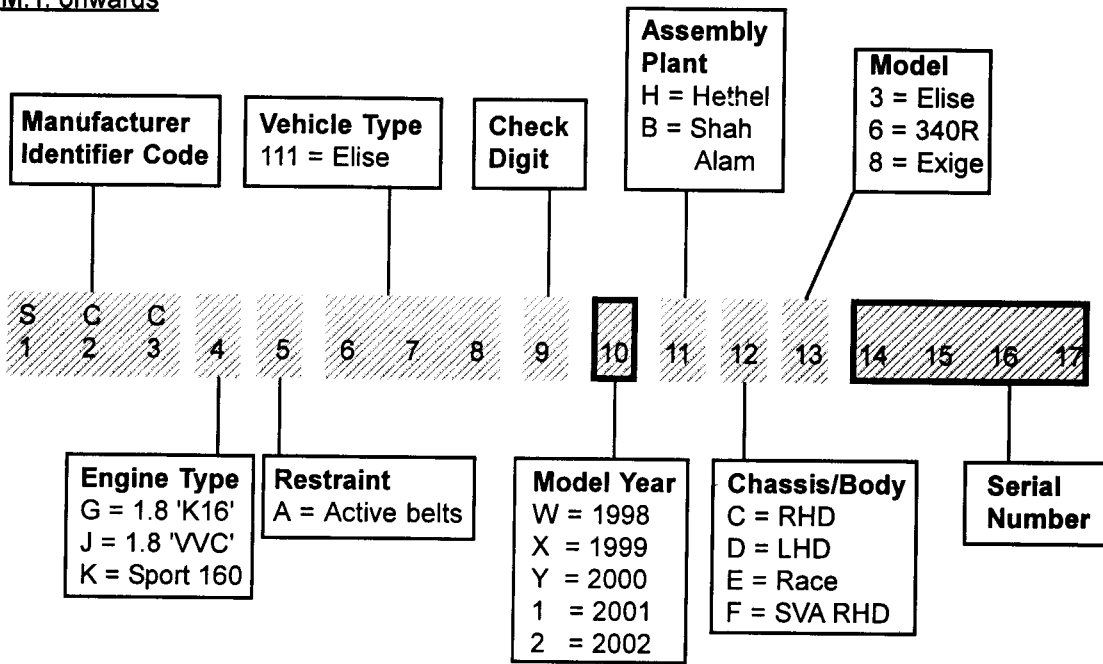 M.Y. onwards
Assembly
Plant
H = Hethel
B = Shah
Alam
Model
3 = Elise
6 = 340R
8 = Exige
Manufacturer
Identifier Code
Vehicle Type
111 = Elise
Check
Digit
S C C
1 2 3 4 5 6 7 8 9 10 11 12 13 14 15 16 17
Engine Type
G = 1.8 'K16'
J = 1.8 'VVC'
K = Sport 160
Restraint
A = Active belts
Model Year
W = 1998
X = 1999
Y = 2000
1 = 2001
2 = 2002
Chassis/Body
C = RHD
D = LHD
E = Race
F = SVA RHD
Serial
Number